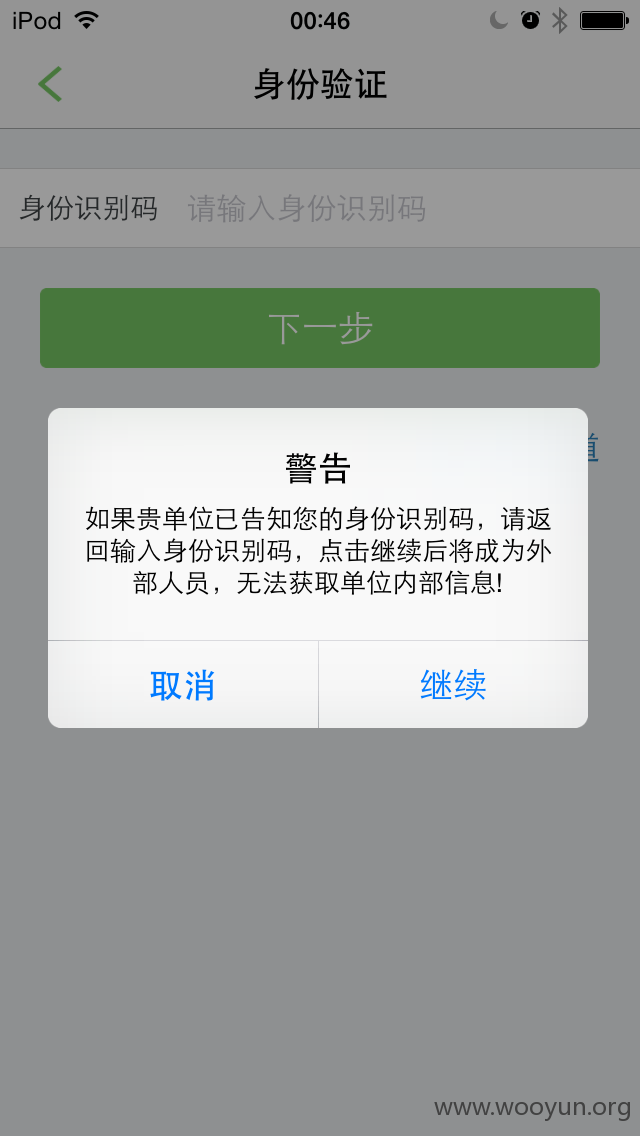 iPod 00:46
身份验证
身份识别码 请输入身份识别码
下一步
道
警告
如果贵单位已告知您的身份识别码，请返
回输入身份识别码，点击继续后将成为外
部人员，无法获取单位内部信息!
取消 继续
www.wooyun.org